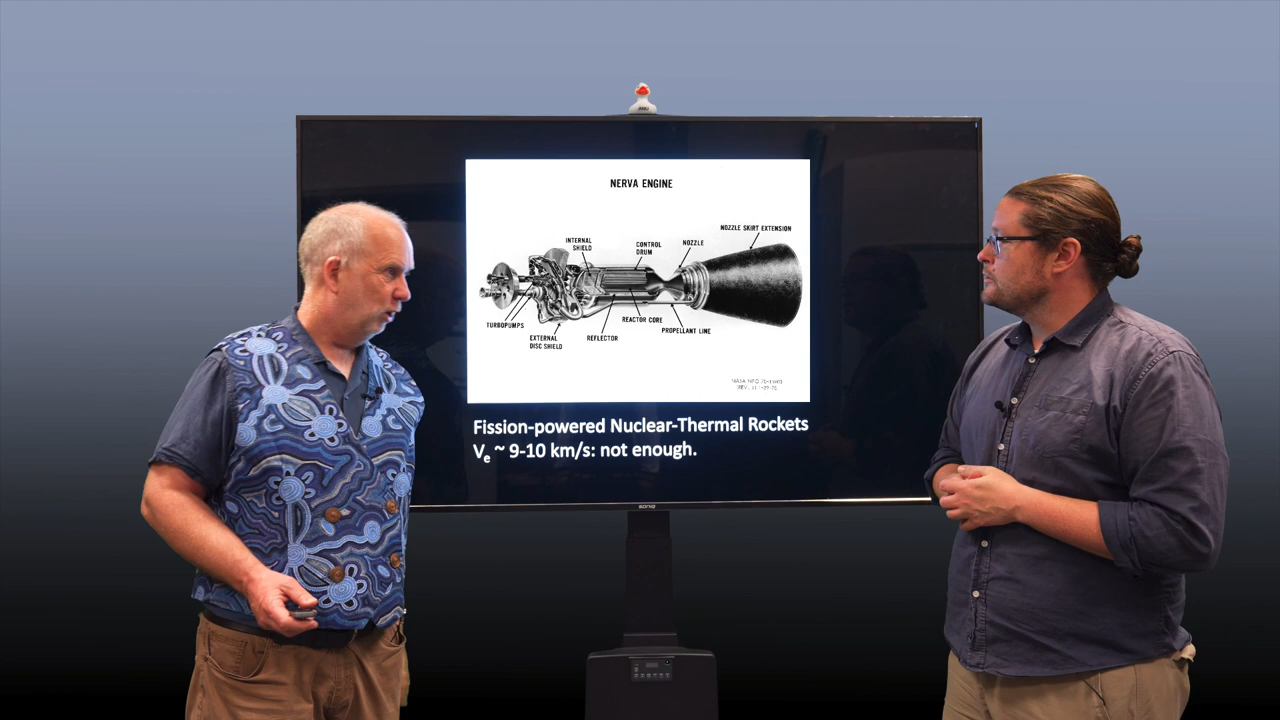 NERVA ENGINE
NOZZLE SKIRT EXTENSION
INTERNAL
SHIELD
CONTROL
DRUM
NOZZLE
TURBOPUMPS
EXTERNAL
DISC SHIELD
REFLECTOR
REACTOR CORE
PROPELLANT LINE
Fission-powered Nuclear-Thermal Rockets
Ve ~ 9-10 km/s: not enough.
soniq